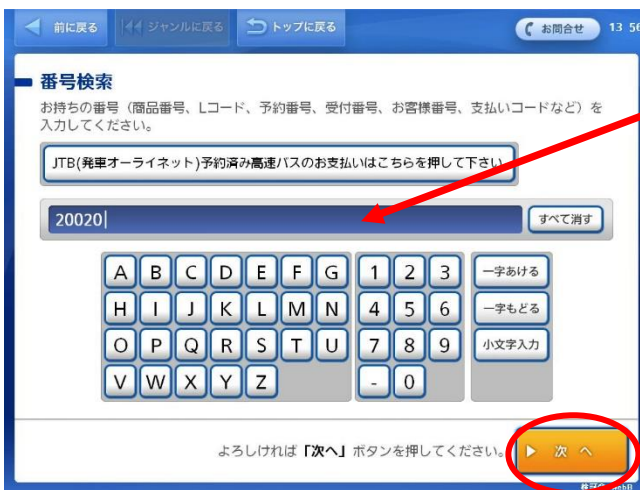 前に戻る ジャンルに戻る トップに戻る お問合せ 13 56
番号検索
お持ちの番号（商品番号、Lコード、予約番号、受付番号、お客様番号、支払いコードなど）を
入力してください。
JTB(発車オーライネット)予約済み高速バスのお支払いはこちらを押して下さい
20020 すべて消す
A B C D E F G 1 2 3 一字あける
H I J K L M N 4 5 6 一字もどる
O P Q R S T U 7 8 9 小文字入力
V W X Y Z - 0
よろしければ「次へ」ボタンを押してください。 次 へ